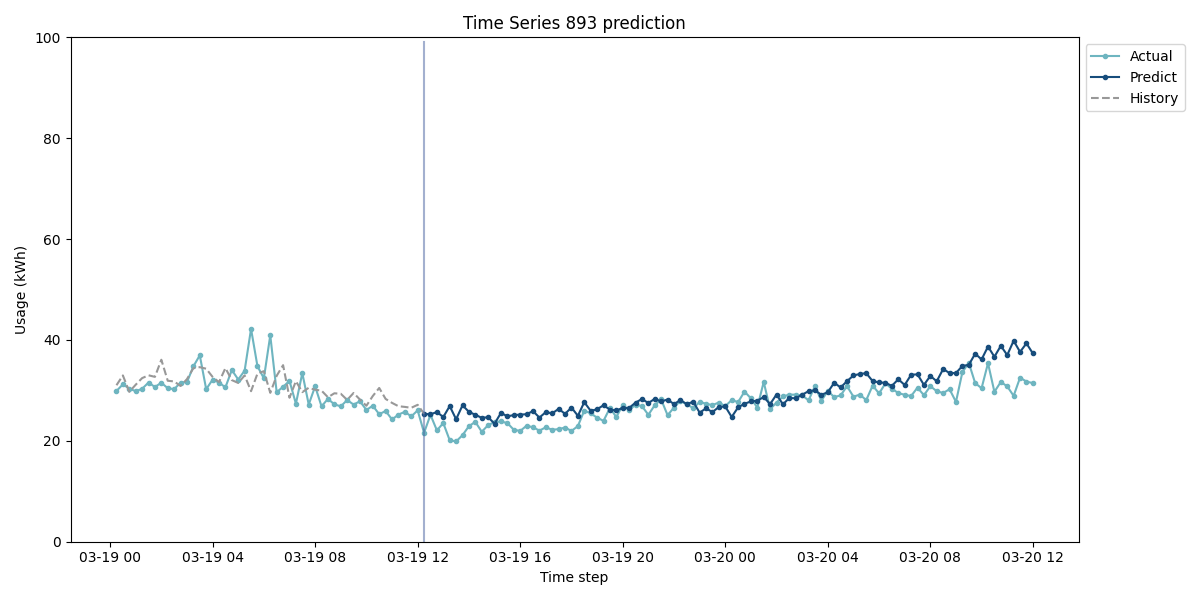 Time Series 893 prediction
100
80
60
40
20
0
Usage (kWh)
03-19 00
03-19 04
03-19 08
03-19 12
03-19 16
03-19 20
03-20 00
03-20 04
03-20 08
03-20 12
Time step
Actual
Predict
History